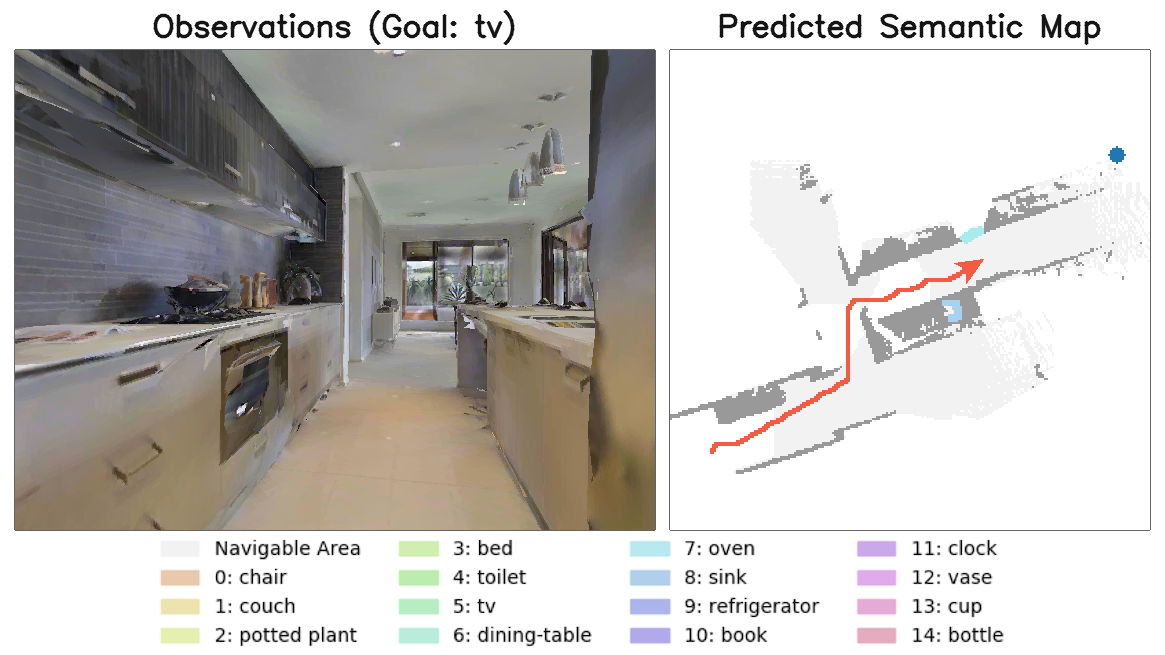 Observations (Goal: tv)
Predicted Semantic Map
Navigable Area
0: chair
1: couch
2: potted plant
3: bed
4: toilet
5: tv
6: dining-table
7: oven
8: sink
9: refrigerator
10: book
11: clock
12: vase
13: cup
14: bottle